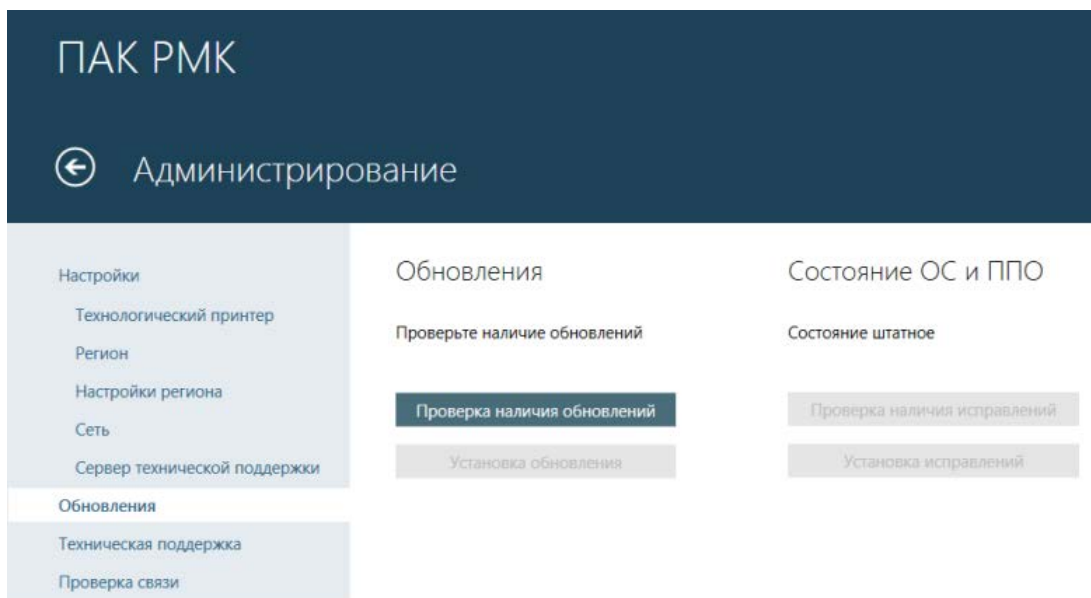 ПАК РМК
Администрирование
Настройки
Технологический принтер
Регион
Настройки региона
Сеть
Сервер технической поддержки
Обновления
Техническая поддержка
Проверка связи
Обновления
Проверьте наличие обновлений
Проверка наличия обновлений
Установка обновления
Состояние ОС и ППО
Состояние штатное
Проверка наличия исправлений
Установка исправлений